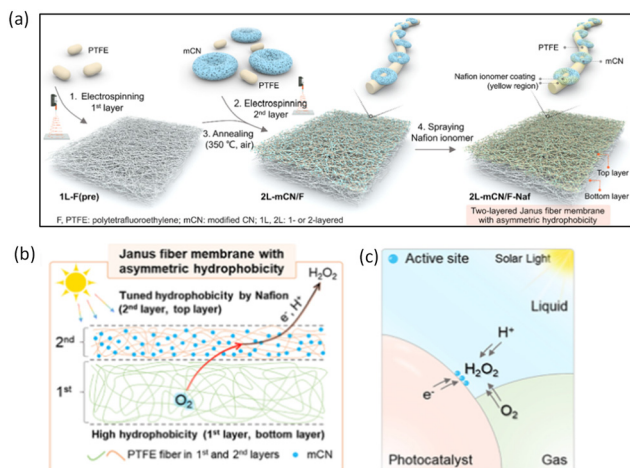 (a)
PTFE
mCN
PTFE
PTFE
mCN
Nafion ionomer coating
(yellow region)
1. Electrospinning
1st layer
2. Electrospinning
2nd layer
3. Annealing
(350 ℃, air)
4. Spraying
Nafion ionomer
Top layer
Bottom layer
1L-F(pre)
2L-mCN/F
2L-mCN/F-Naf
F, PTFE: polytetrafluoroethylene; mCN: modified CN; 1L, 2L: 1- or 2-layered
Two-layered Janus fiber membrane
with asymmetric hydrophobicity
(b)
Janus fiber membrane with
asymmetric hydrophobicity
H2O2
Tuned hydrophobicity by Nafion
(2nd layer, top layer)
e-, H+
2nd
1st
O2
High hydrophobicity (1st layer, bottom layer)
PTFE fiber in 1st and 2nd layers
mCN
(c)
Active site
Solar Light
Liquid
H+
H2O2
e-
O2
Photocatalyst
Gas